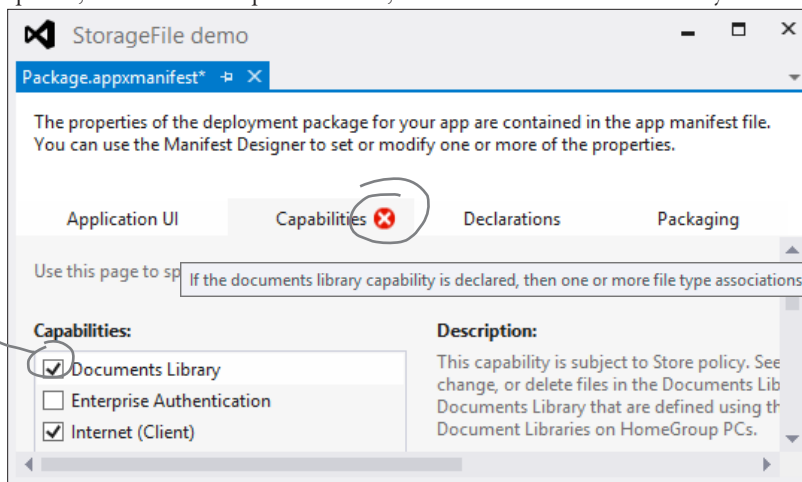 StorageFile demo
Package.appxmanifest*
The properties of the deployment package for your app are contained in the app manifest file.
You can use the Manifest Designer to set or modify one or more of the properties.
Application UI Capabilities Declarations Packaging
Use this page to sp
If the documents library capability is declared, then one or more file type associations
Capabilities:
Documents Library
Enterprise Authentication
Internet (Client)
Description:
This capability is subject to Store policy. See
change, or delete files in the Documents Lib
Documents Library that are defined using th
Document Libraries on HomeGroup PCs.